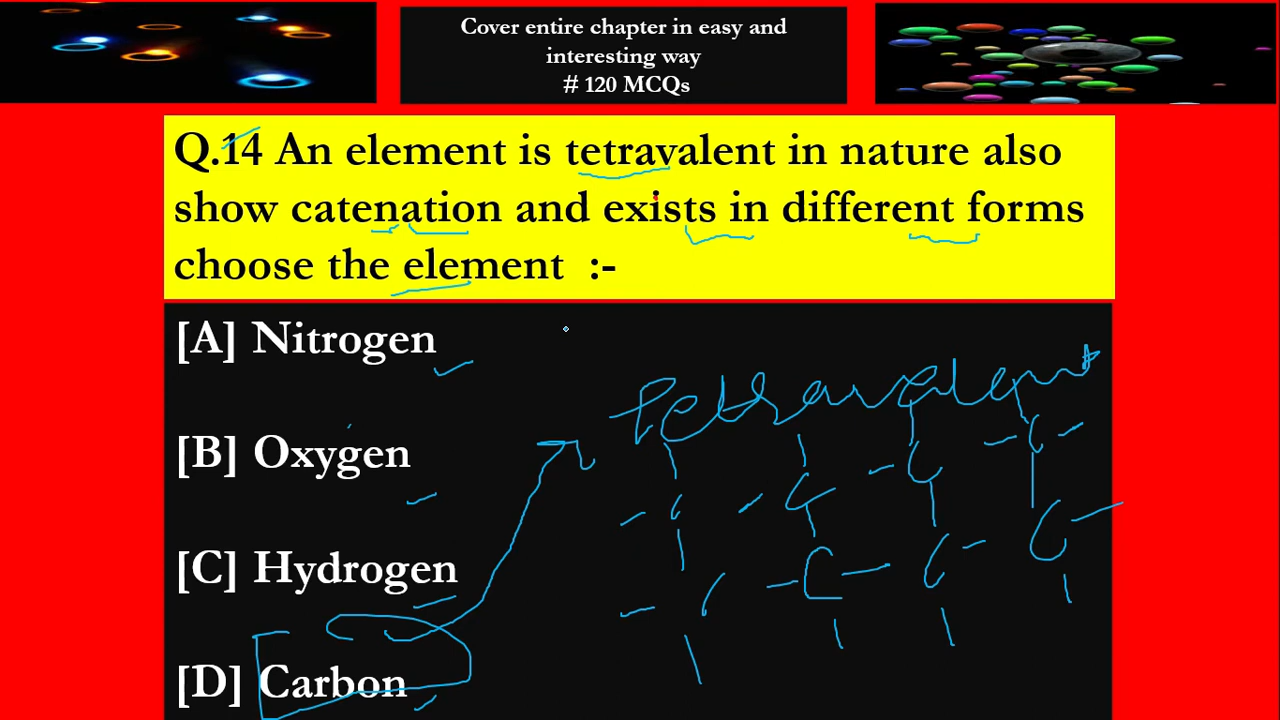 Cover entire chapter in easy and
interesting way
# 120 MCQs
Q.14 An element is tetravalent in nature also
show catenation and exists in different forms
choose the element :-
[A] Nitrogen
Tetravalent
[B] Oxygen
C - C - C - C
C - C - C - C
[C] Hydrogen
[D] Carbon